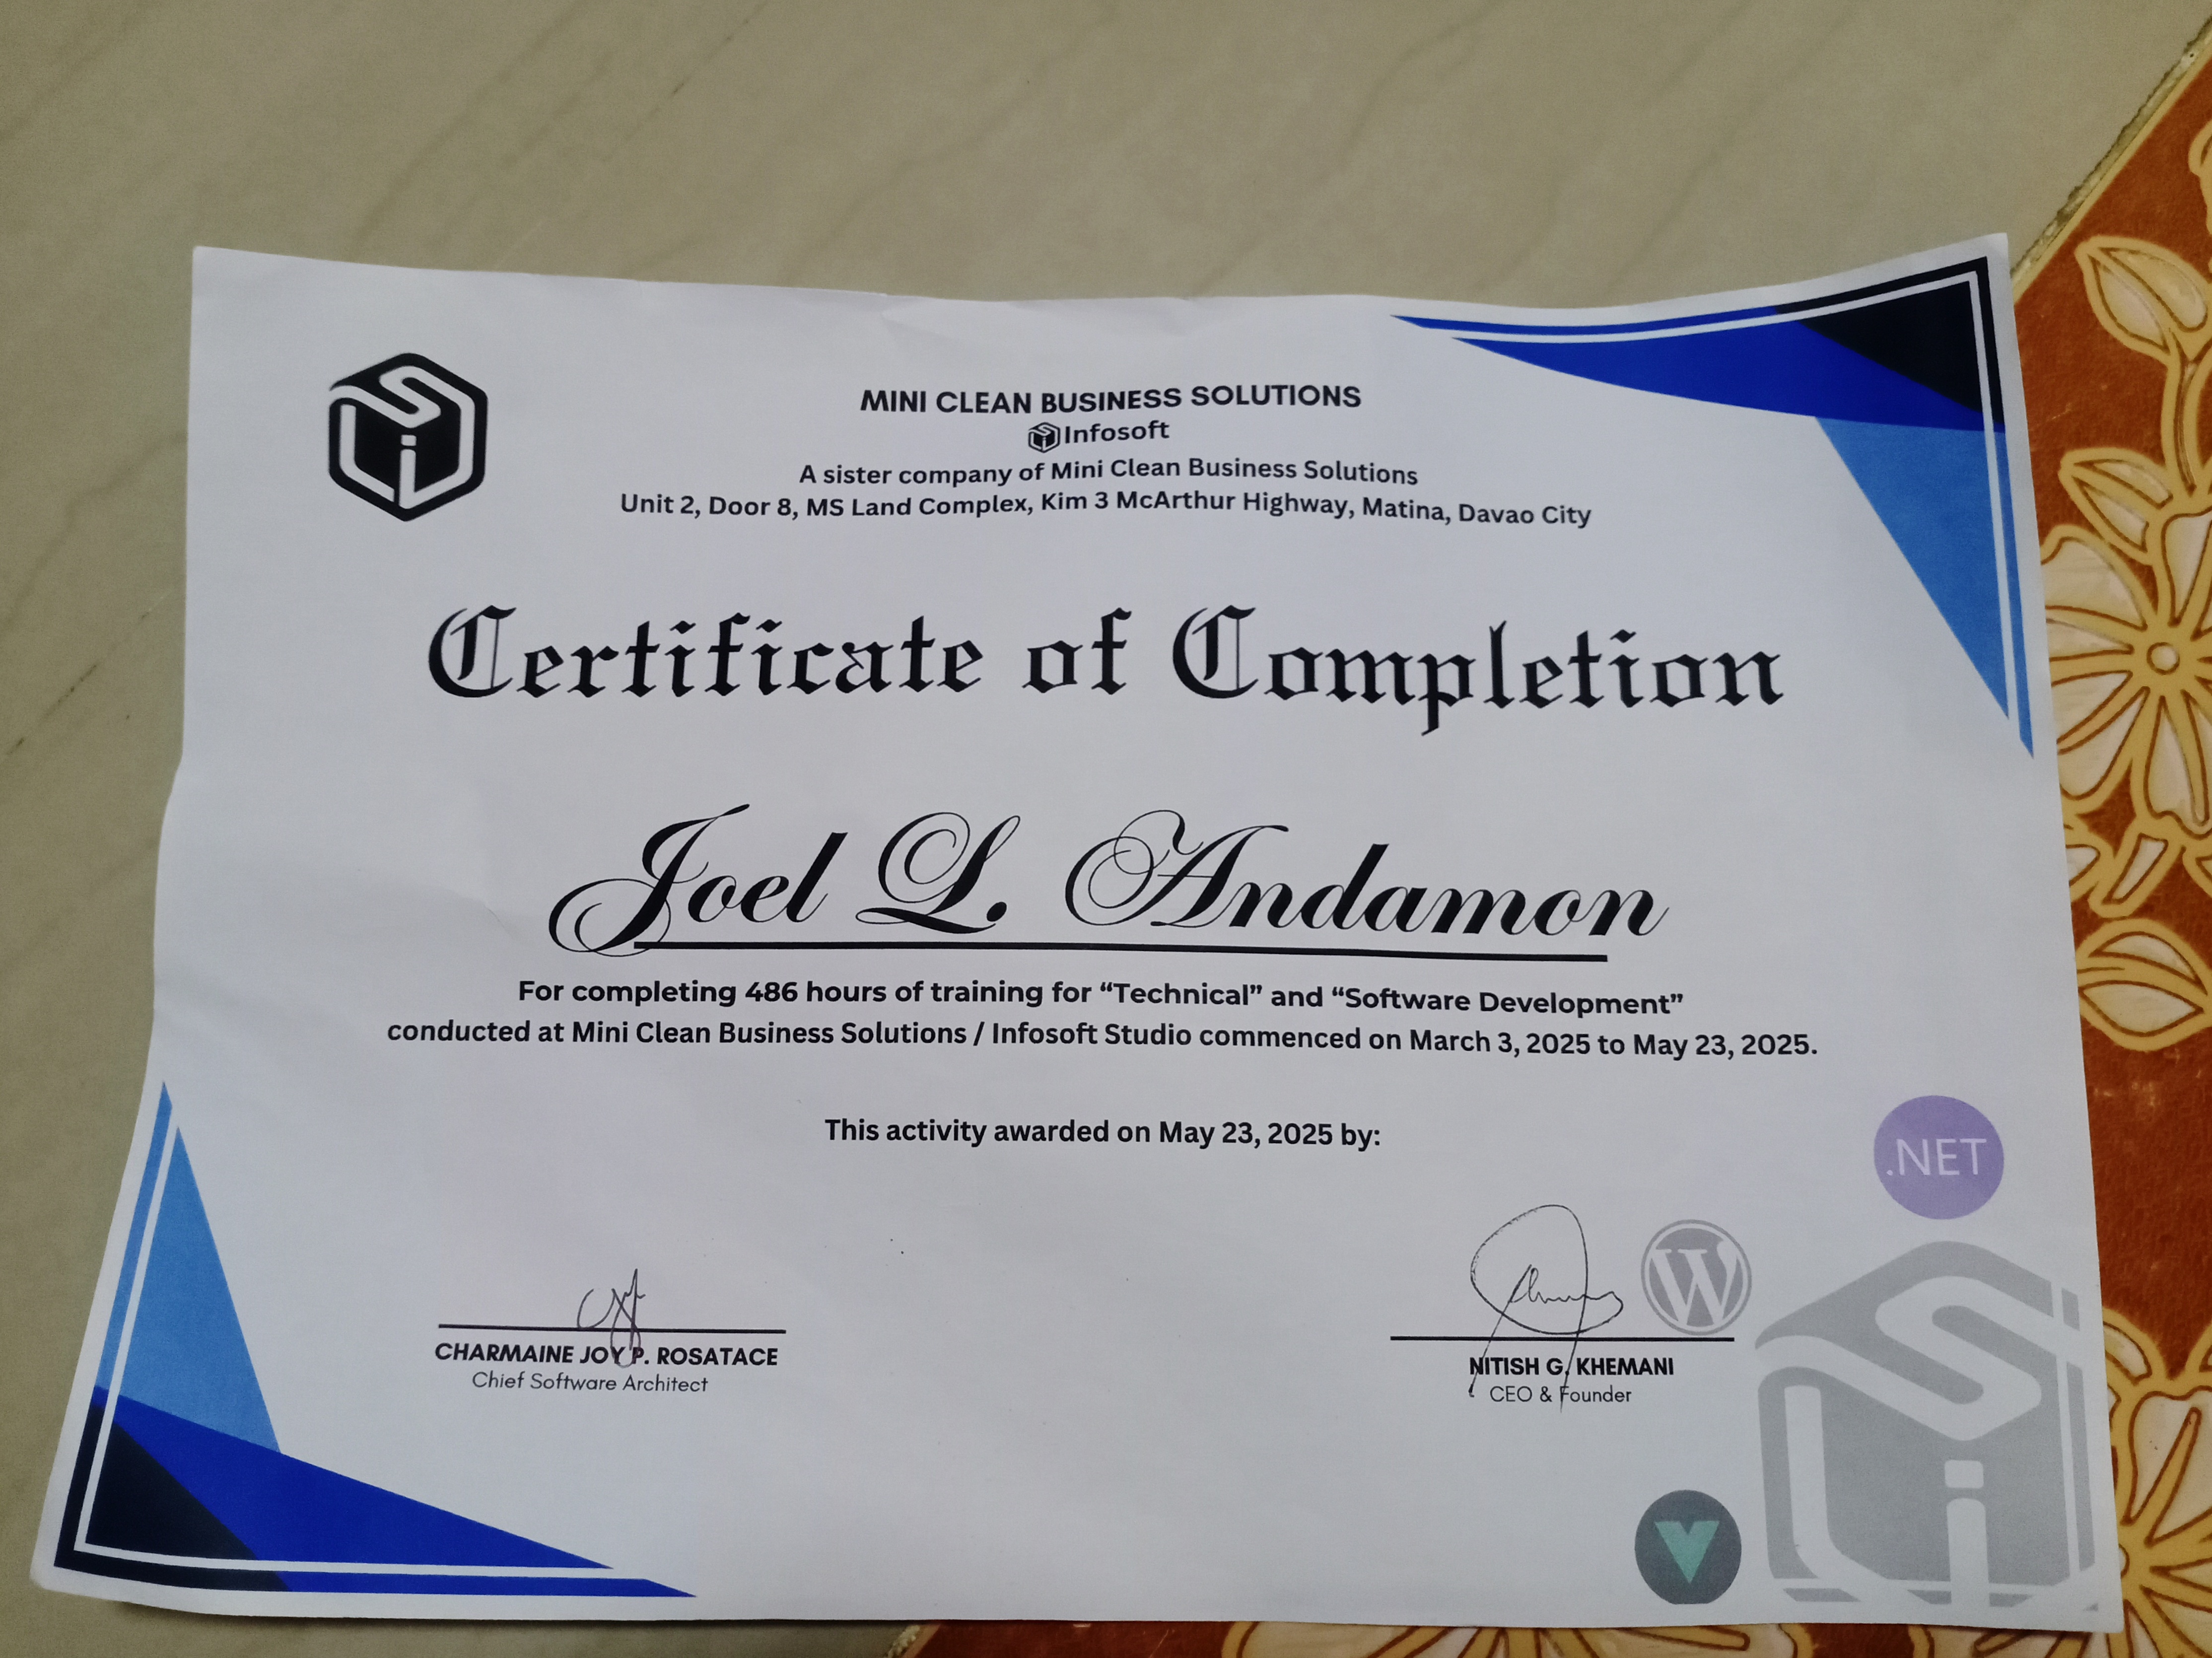 MINI CLEAN BUSINESS SOLUTIONS
Infosoft
A sister company of Mini Clean Business Solutions
Unit 2, Door 8, MS Land Complex, Kim 3 McArthur Highway, Matina, Davao City
Certificate of Completion
Joel L. Andamon
For completing 486 hours of training for “Technical” and “Software Development”
conducted at Mini Clean Business Solutions / Infosoft Studio commenced on March 3, 2025 to May 23, 2025.
This activity awarded on May 23, 2025 by:
.NET
W
CHARMAINE JOY P. ROSATACE
Chief Software Architect
NITISH G. KHEMANI
CEO & Founder